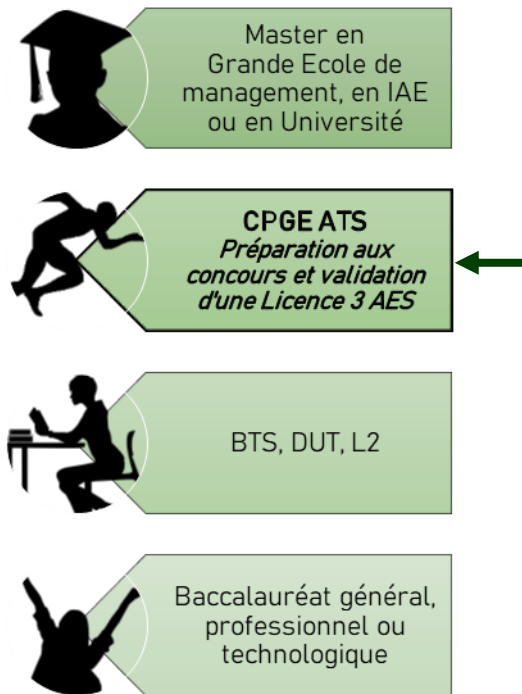 Master en
Grande Ecole de
management, en IAE
ou en Université
CPGE ATS
Préparation aux
concours et validation
d'une Licence 3 AES
BTS, DUT, L2
Baccalauréat général,
professionnel ou
technologique